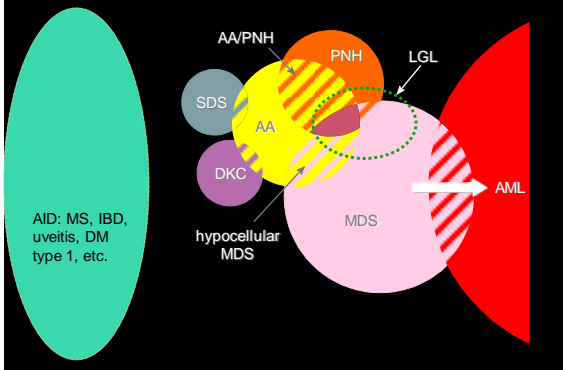 AA/PNH
PNH
LGL
SDS
AA
DKC
AML
AID: MS, IBD,
uveitis, DM
type 1, etc.
MDS
hypocellular
MDS